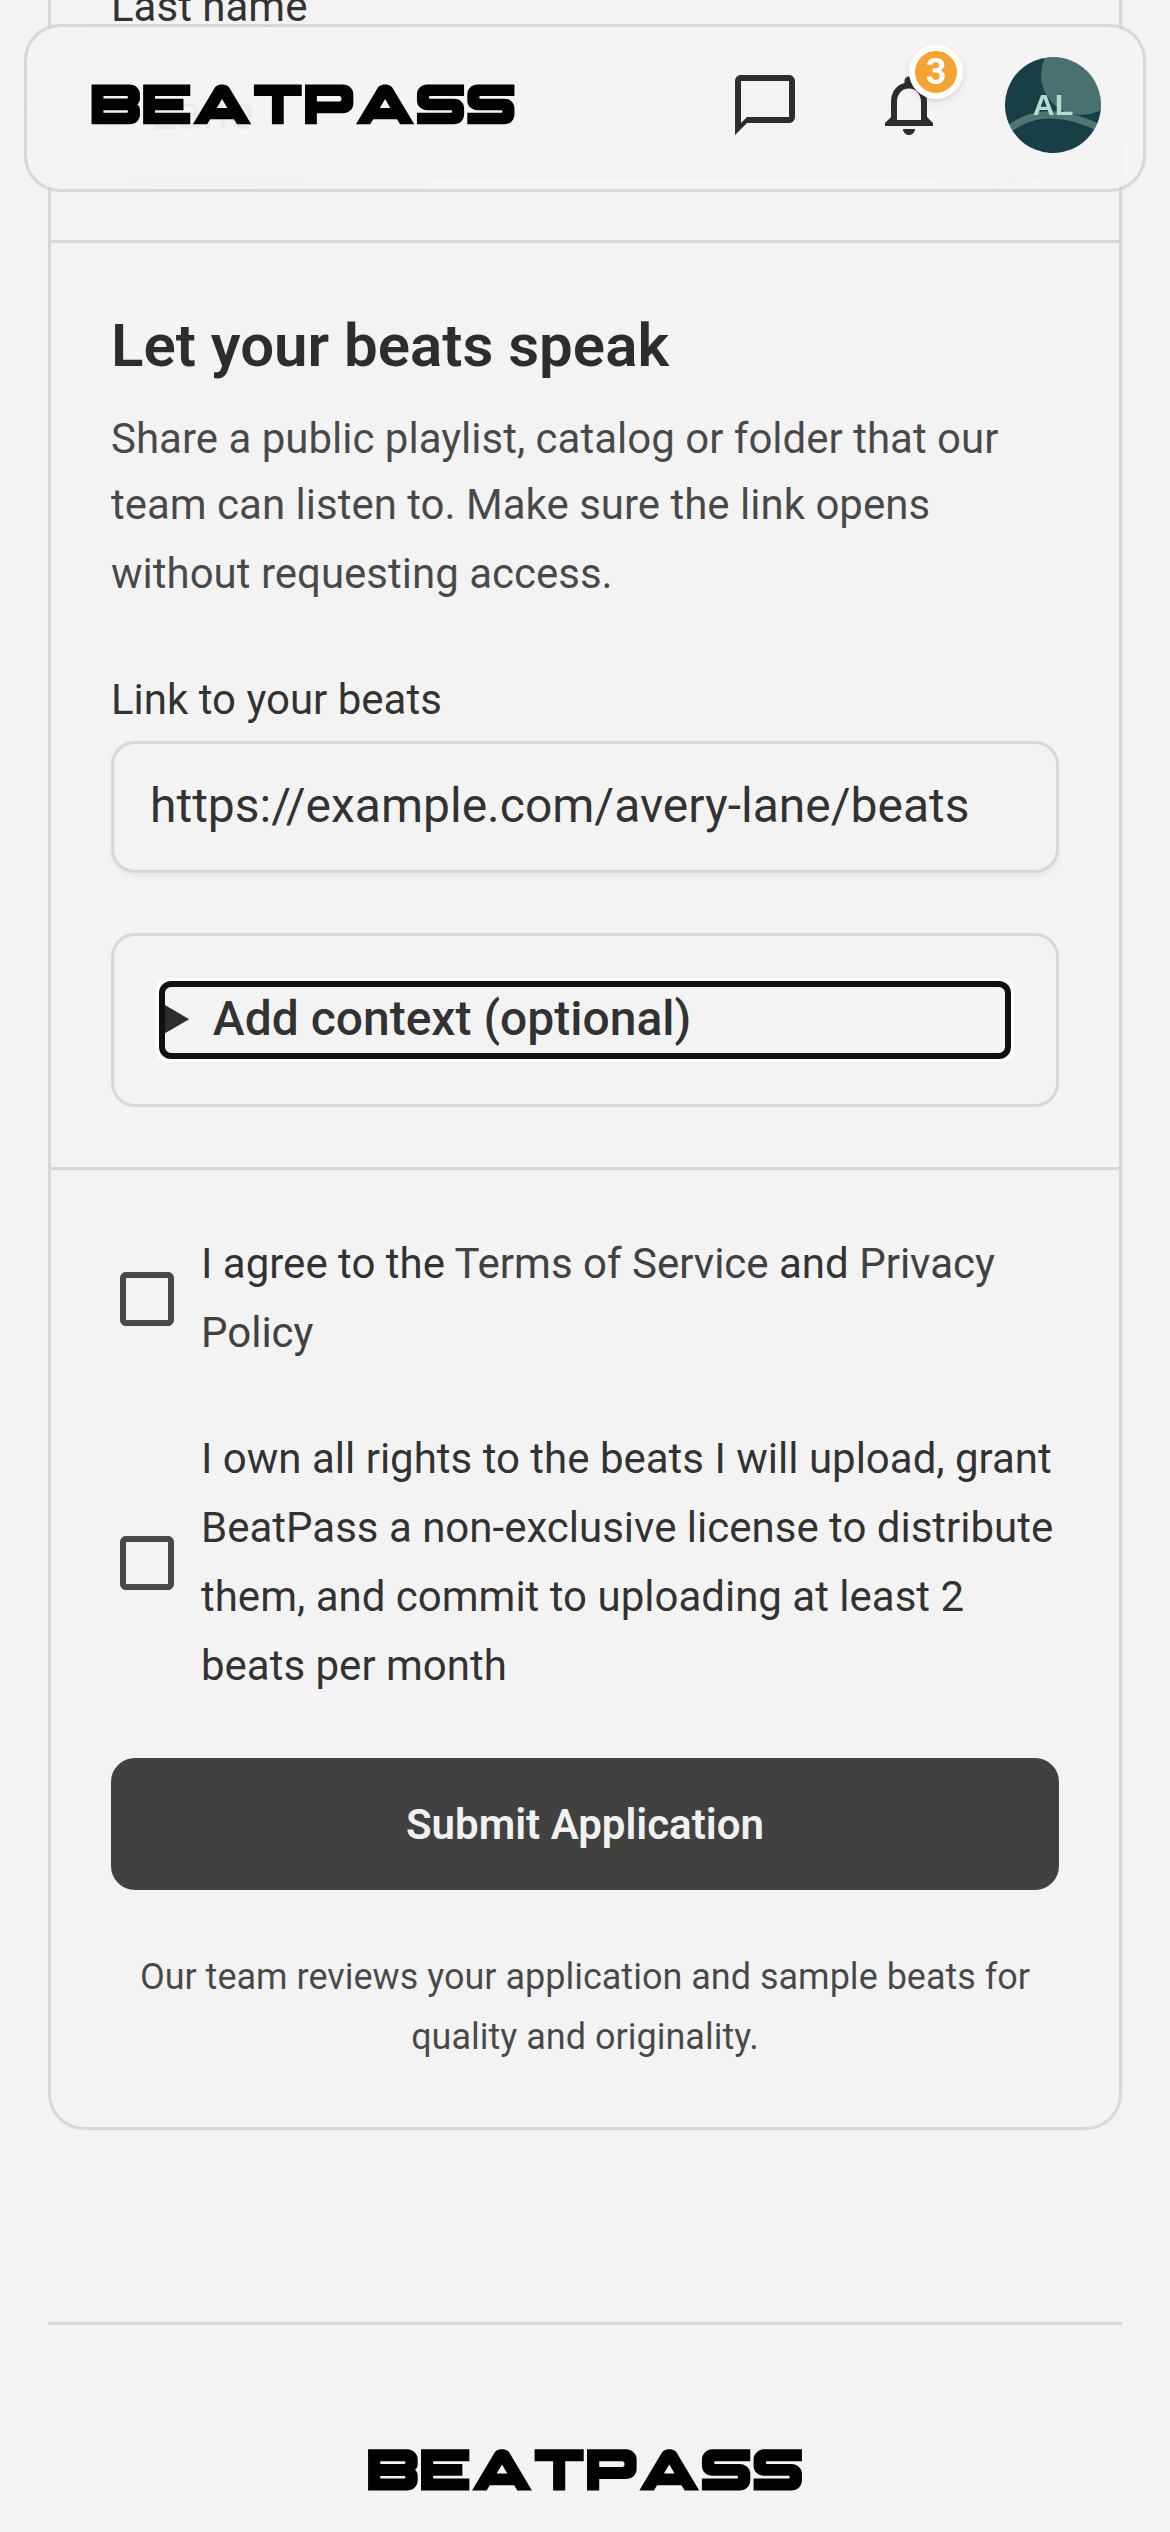 Last name
BEATPASS
3
AL
Let your beats speak
Share a public playlist, catalog or folder that our
team can listen to. Make sure the link opens
without requesting access.
Link to your beats
https://example.com/avery-lane/beats
Add context (optional)
I agree to the Terms of Service and Privacy
Policy
I own all rights to the beats I will upload, grant
BeatPass a non-exclusive license to distribute
them, and commit to uploading at least 2
beats per month
Submit Application
Our team reviews your application and sample beats for
quality and originality.
BEATPASS